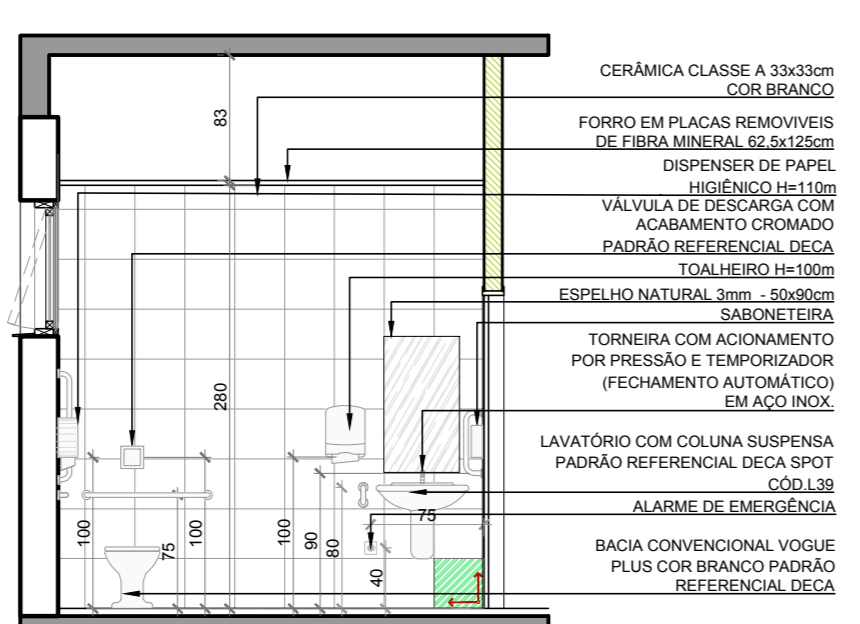 CERÂMICA CLASSE A 33x33cm
COR BRANCO
FORRO EM PLACAS REMOVIVEIS
DE FIBRA MINERAL 62,5x125cm
DISPENSER DE PAPEL
HIGIÊNICO H=110m
VÁLVULA DE DESCARGA COM
ACABAMENTO CROMADO
PADRÃO REFERENCIAL DECA
TOALHEIRO H=100m
ESPELHO NATURAL 3mm - 50x90cm
SABONETEIRA
TORNEIRA COM ACIONAMENTO
POR PRESSÃO E TEMPORIZADOR
(FECHAMENTO AUTOMÁTICO)
EM AÇO INOX.
LAVATÓRIO COM COLUNA SUSPENSA
PADRÃO REFERENCIAL DECA SPOT
CÓD.L39
ALARME DE EMERGÊNCIA
BACIA CONVENCIONAL VOGUE
PLUS COR BRANCO PADRÃO
REFERENCIAL DECA
83
280
100
75
100
100
90
80
75
40